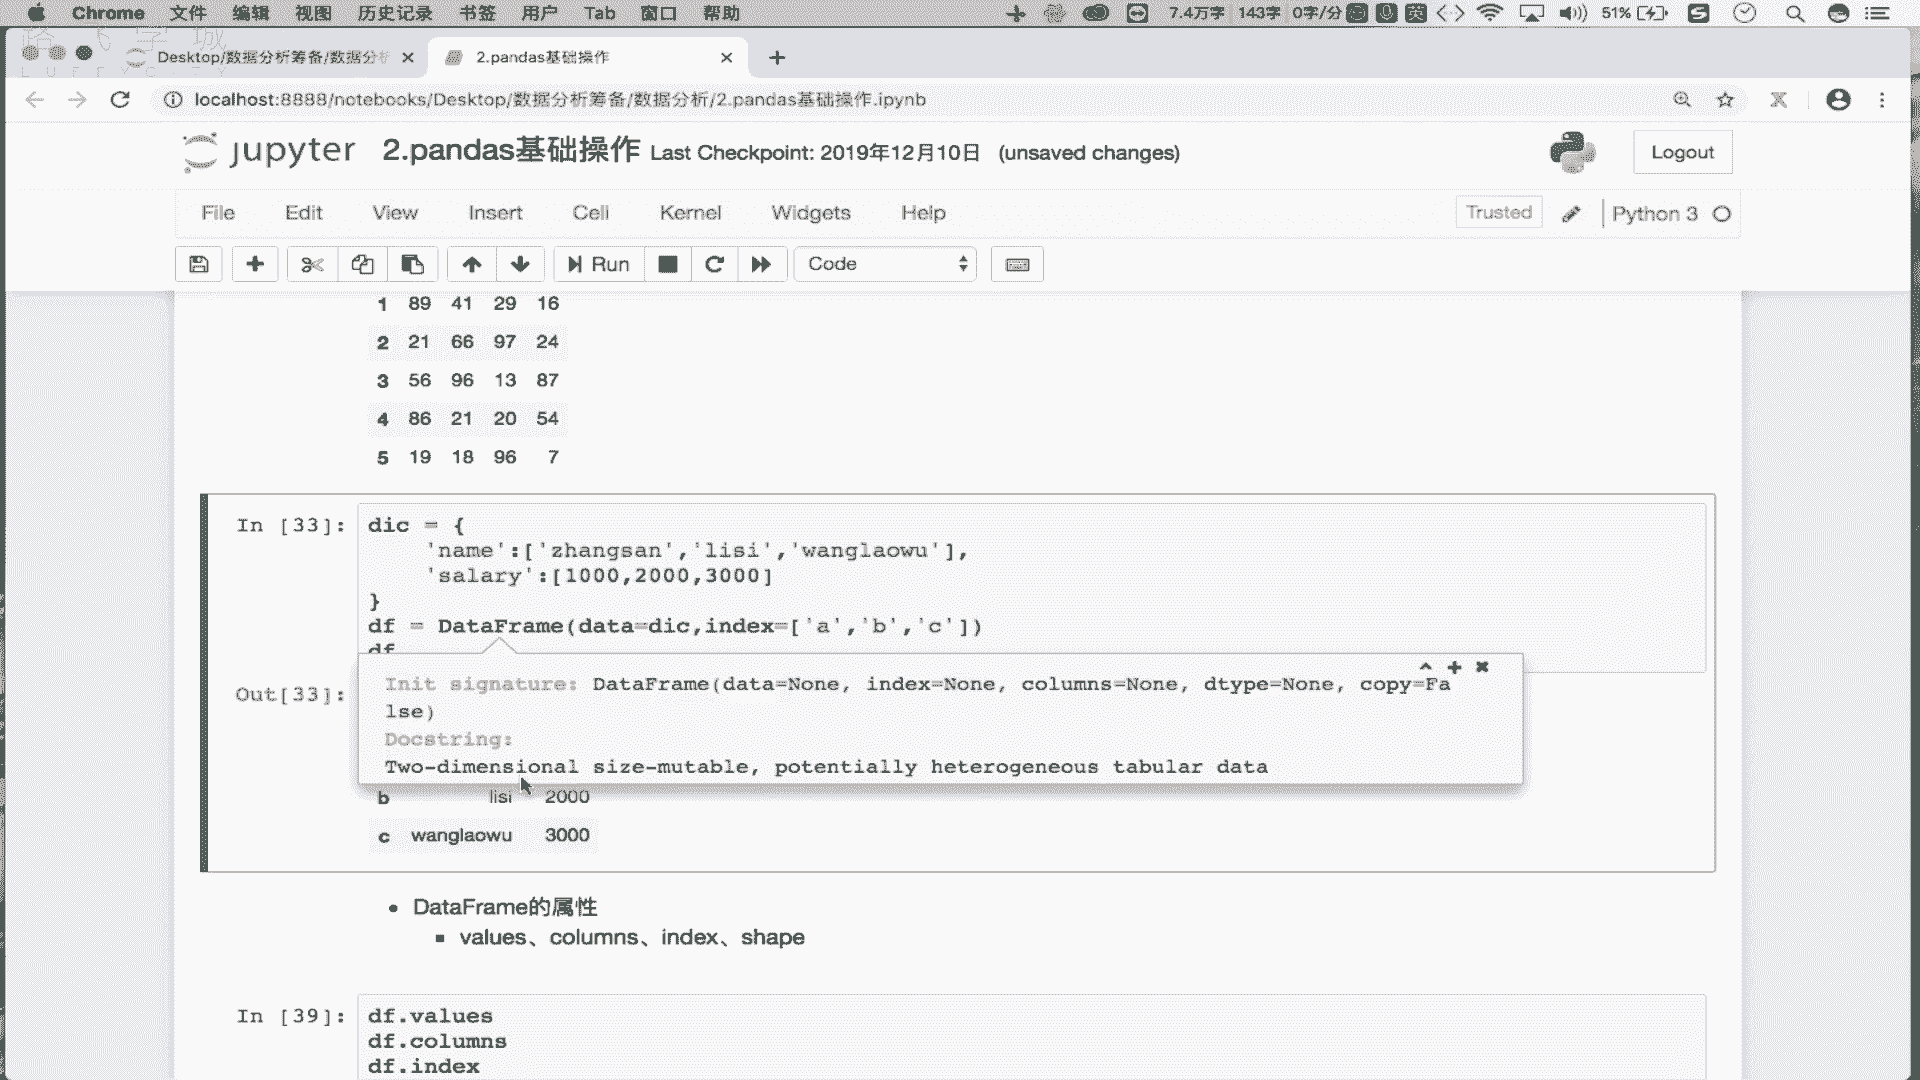 Chrome 文件 编辑 视图 历史记录 书签 用户 Tab 窗口 帮助 7.4万字 143字 0字/分 英 51%
Desktop/数据分析筹备/数据分析 2.pandas基础操作
localhost:8888/notebooks/Desktop/数据分析筹备/数据分析/2.pandas基础操作.ipynb
jupyter 2.pandas基础操作 Last Checkpoint: 2019年12月10日 (unsaved changes) Logout
File Edit View Insert Cell Kernel Widgets Help Trusted Python 3
Run Code
1 89 41 29 16
2 21 66 97 24
3 56 96 13 87
4 86 21 20 54
5 19 18 96 7
In [33]: dic = {
'name':['zhangsan','lisi','wanglaowu'],
'salary':[1000,2000,3000]
}
df = DataFrame(data=dic,index=['a','b','c'])
df
Out[33]:
Init signature: DataFrame(data=None, index=None, columns=None, dtype=None, copy=Fa
lse)
Docstring:
Two-dimensional size-mutable, potentially heterogeneous tabular data
b lisi 2000
c wanglaowu 3000
• DataFrame的属性
▪ values、columns、index、shape
In [39]: df.values
df.columns
df.index